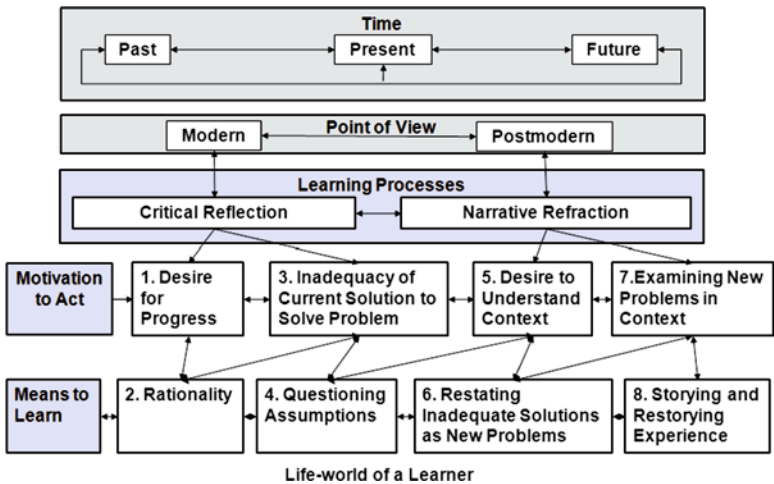 Time
Past
Present
Future
Point of View
Modern
Postmodern
Learning Processes
Critical Reflection
Narrative Refraction
Motivation
to Act
1. Desire
for
Progress
3. Inadequacy of
Current Solution to
Solve Problem
5. Desire to
Understand
Context
7.Examining New
Problems in
Context
Means to
Learn
2. Rationality
4. Questioning
Assumptions
6. Restating
Inadequate Solutions
as New Problems
8. Storying and
Restorying
Experience
Life-world of a Learner